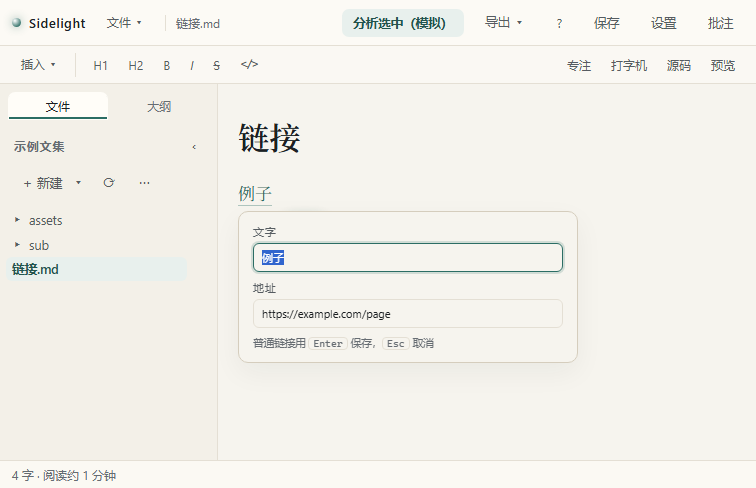 Sidelight 文件 链接.md 分析选中（模拟） 导出 ? 保存 设置 批注
插入 H1 H2 B I S </> 专注 打字机 源码 预览
文件 大纲
示例文集
+ 新建 ...
assets
sub
链接.md
链接
例子
文字
例子
地址
https://example.com/page
普通链接用 Enter 保存，Esc 取消
4 字 · 阅读约 1 分钟